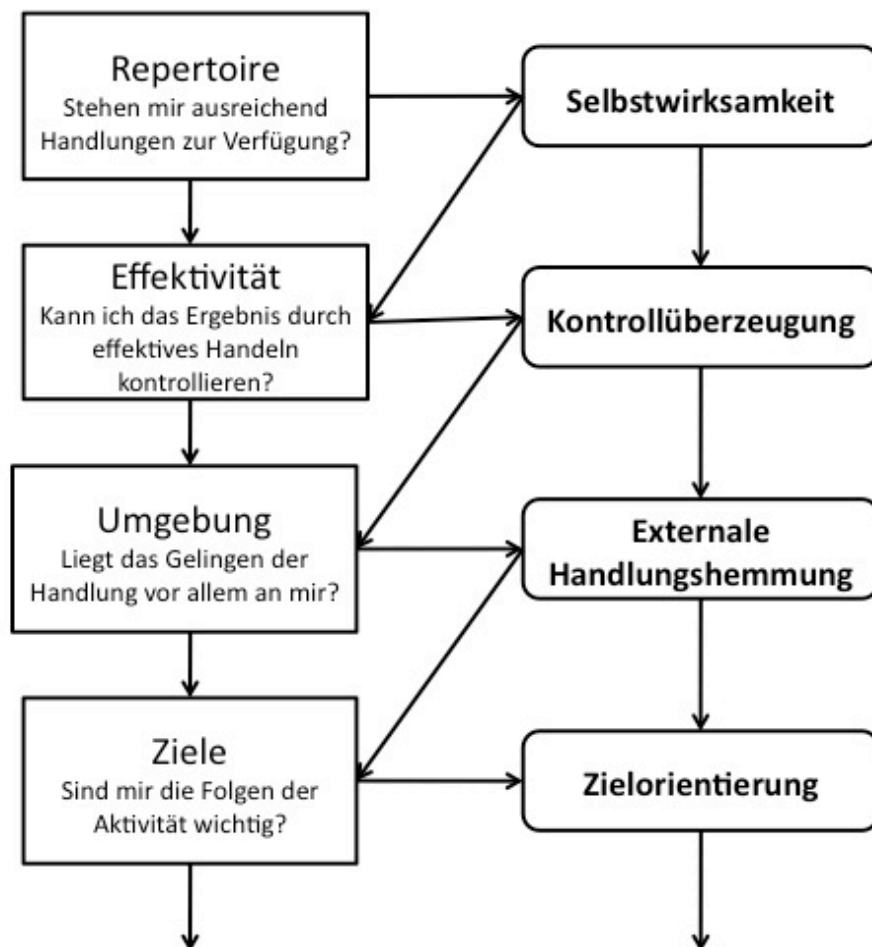 Repertoire
Stehen mir ausreichend
Handlungen zur Verfügung?
Selbstwirksamkeit
Effektivität
Kann ich das Ergebnis durch
effektives Handeln
kontrollieren?
Kontrollüberzeugung
Umgebung
Liegt das Gelingen der
Handlung vor allem an mir?
Externale
Handlungshemmung
Ziele
Sind mir die Folgen der
Aktivität wichtig?
Zielorientierung